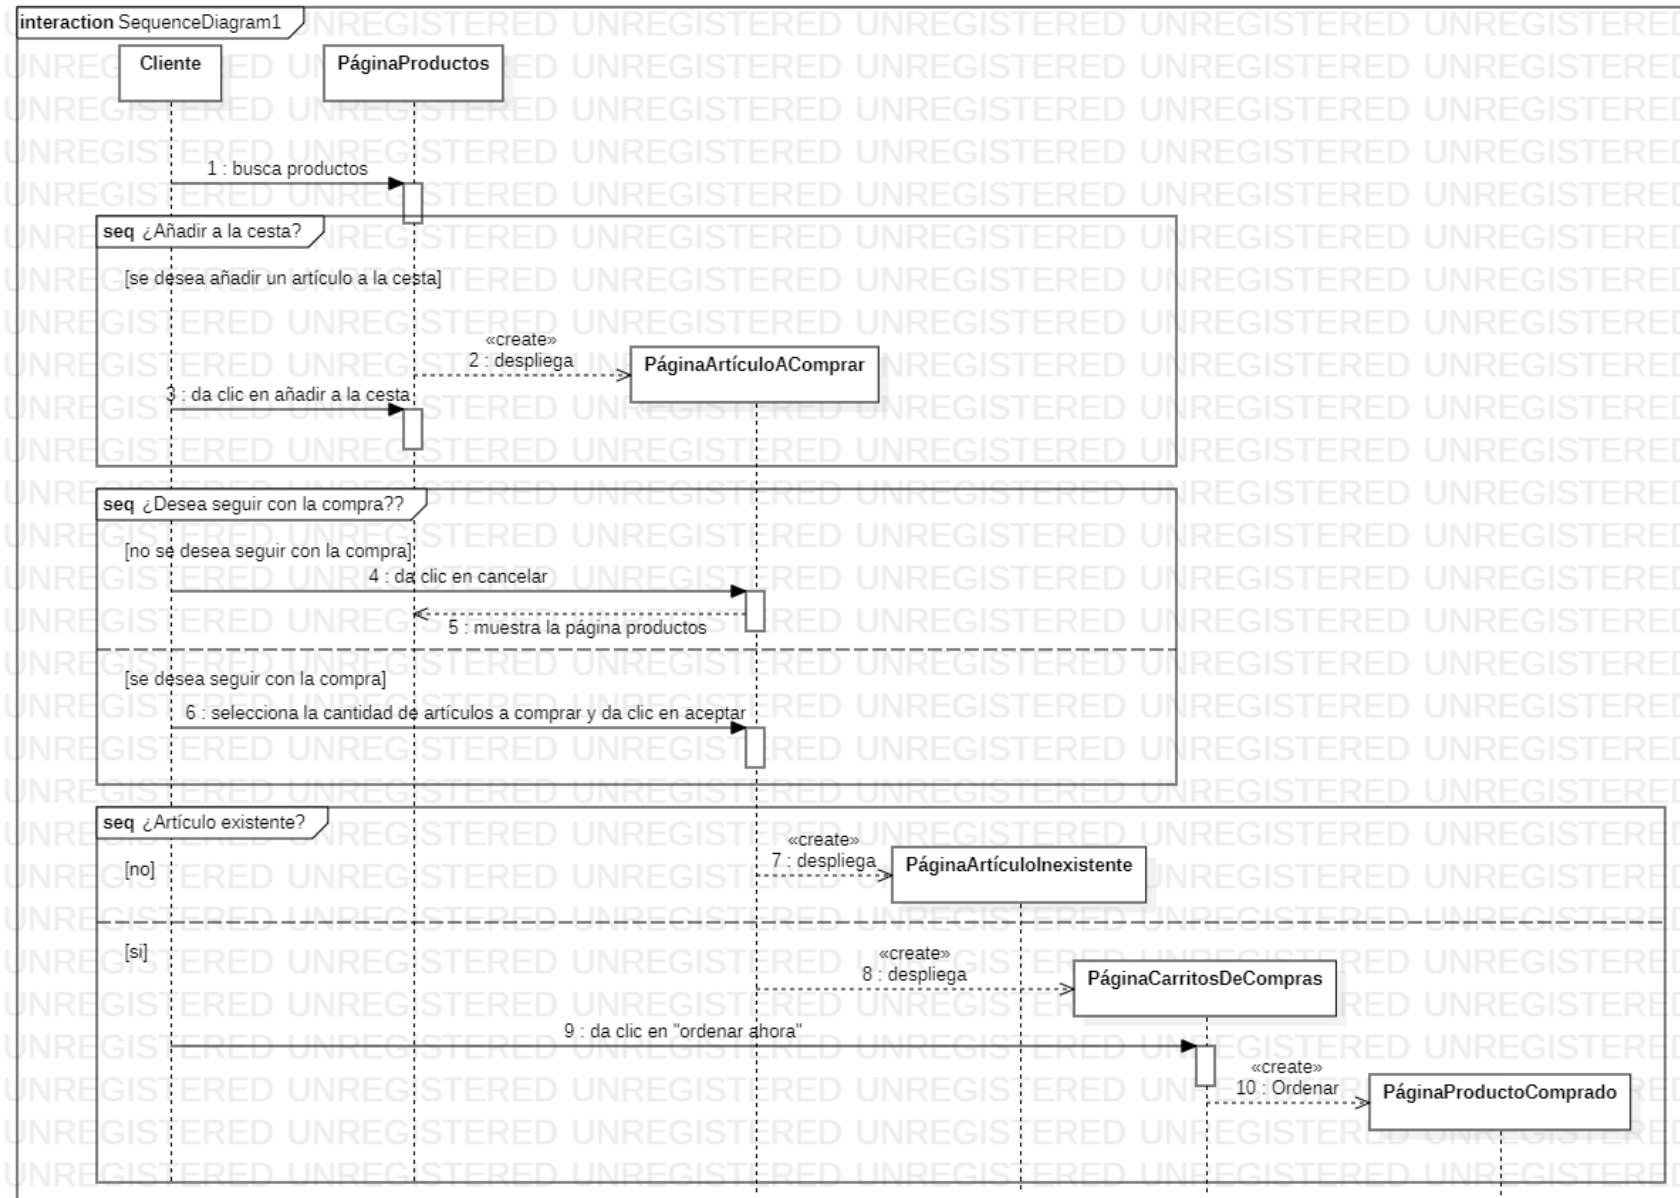 interaction SequenceDiagram1
Cliente
PáginaProductos
1 : busca productos
seq ¿Añadir a la cesta?
[se desea añadir un artículo a la cesta]
«create»
2 : despliega
PáginaArtículoAComprar
3 : da clic en añadir a la cesta
seq ¿Desea seguir con la compra??
[no se desea seguir con la compra]
4 : da clic en cancelar
5 : muestra la página productos
[se desea seguir con la compra]
6 : selecciona la cantidad de artículos a comprar y da clic en aceptar
seq ¿Artículo existente?
[no]
«create»
7 : despliega
PáginaArtículoInexistente
[si]
«create»
8 : despliega
PáginaCarritosDeCompras
9 : da clic en "ordenar ahora"
«create»
10 : Ordenar
PáginaProductoComprado
UNREGISTERED